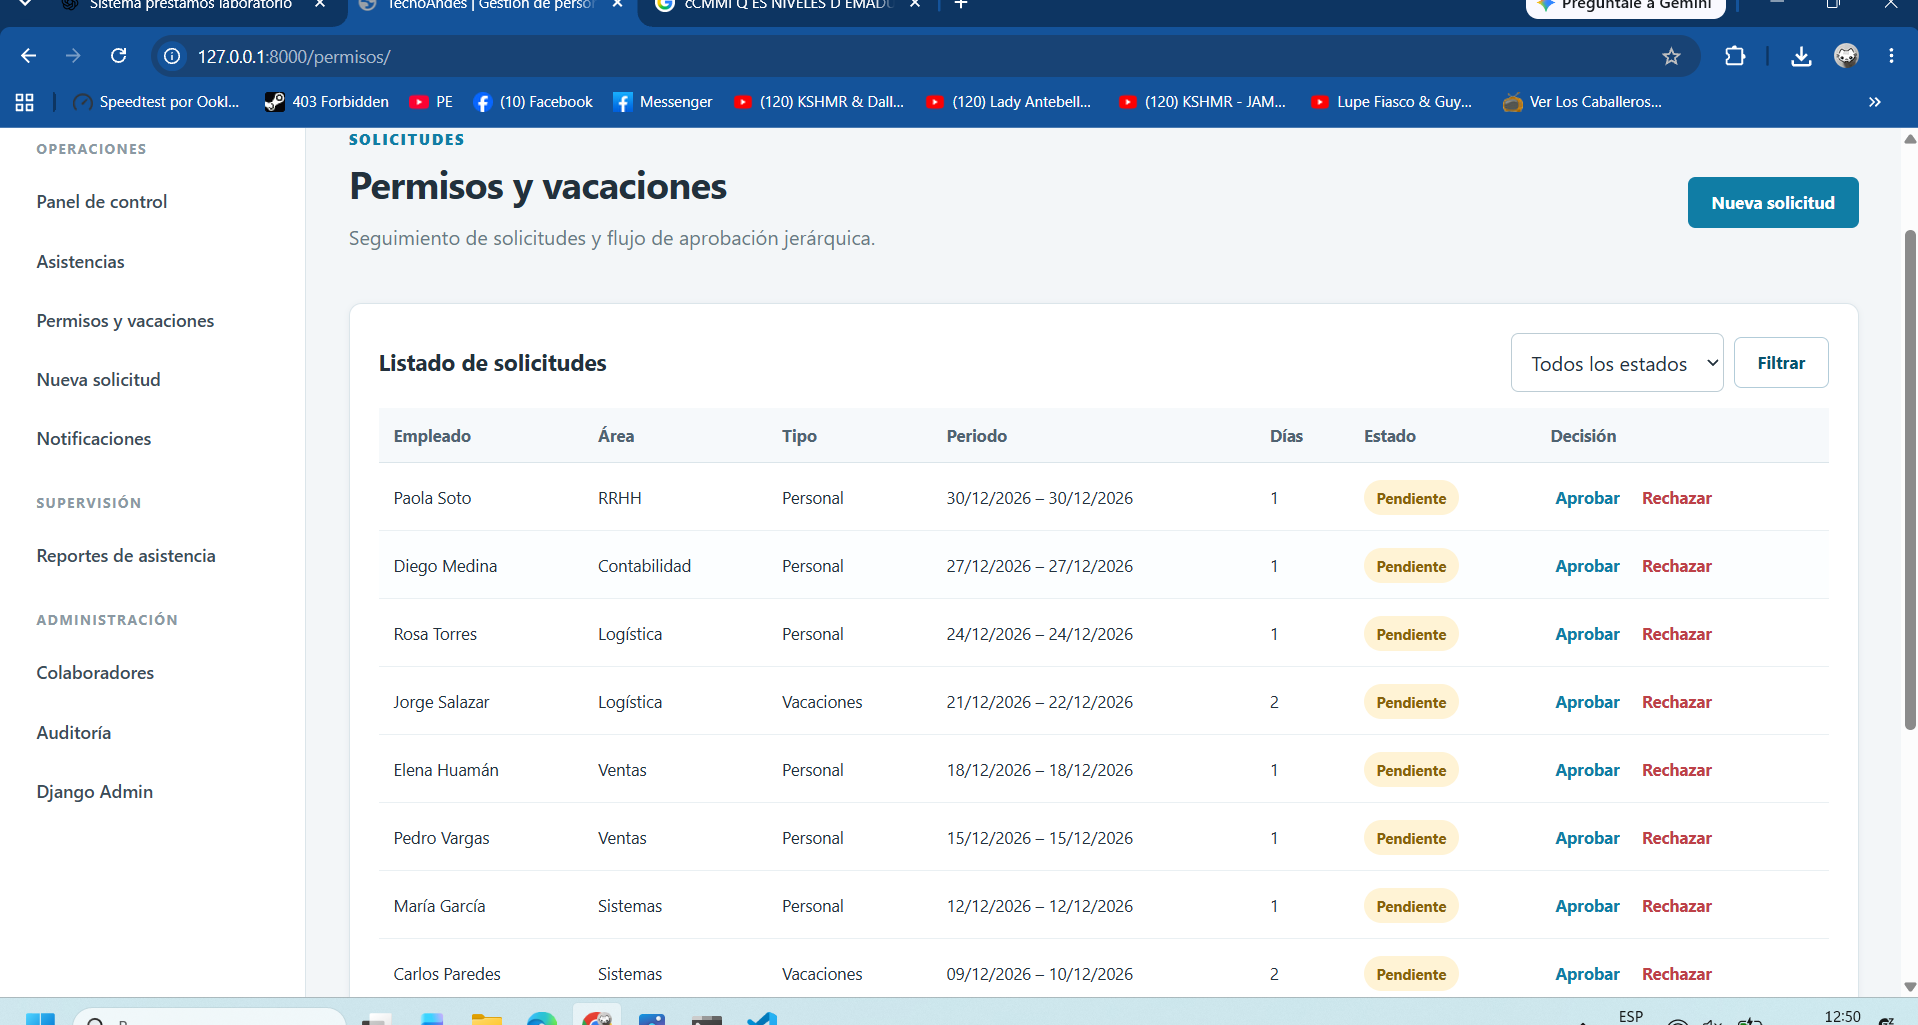 Sistema prestamos laboratorio
TechoAndes | Gestión de person
cCMMI Q ES NIVELES D EMADU
Pregúntale a Gemini
127.0.0.1:8000/permisos/
Speedtest por Ookl...
403 Forbidden
PE
(10) Facebook
Messenger
(120) KSHMR & Dall...
(120) Lady Antebell...
(120) KSHMR - JAM...
Lupe Fiasco & Guy...
Ver Los Caballeros...
OPERACIONES
Panel de control
Asistencias
Permisos y vacaciones
Nueva solicitud
Notificaciones
SUPERVISIÓN
Reportes de asistencia
ADMINISTRACIÓN
Colaboradores
Auditoría
Django Admin
SOLICITUDES
Permisos y vacaciones
Seguimiento de solicitudes y flujo de aprobación jerárquica.
Nueva solicitud
Listado de solicitudes
Todos los estados
Filtrar
Empleado Área Tipo Periodo Días Estado Decisión
Paola Soto RRHH Personal 30/12/2026 – 30/12/2026 1 Pendiente Aprobar Rechazar
Diego Medina Contabilidad Personal 27/12/2026 – 27/12/2026 1 Pendiente Aprobar Rechazar
Rosa Torres Logística Personal 24/12/2026 – 24/12/2026 1 Pendiente Aprobar Rechazar
Jorge Salazar Logística Vacaciones 21/12/2026 – 22/12/2026 2 Pendiente Aprobar Rechazar
Elena Huamán Ventas Personal 18/12/2026 – 18/12/2026 1 Pendiente Aprobar Rechazar
Pedro Vargas Ventas Personal 15/12/2026 – 15/12/2026 1 Pendiente Aprobar Rechazar
María García Sistemas Personal 12/12/2026 – 12/12/2026 1 Pendiente Aprobar Rechazar
Carlos Paredes Sistemas Vacaciones 09/12/2026 – 10/12/2026 2 Pendiente Aprobar Rechazar
ESP
12:50